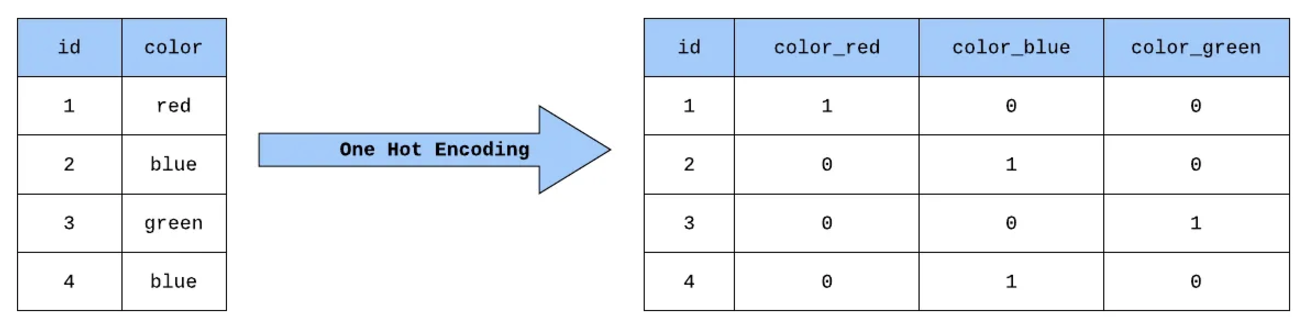 id color
1 red
2 blue
3 green
4 blue
One Hot Encoding
id color_red color_blue color_green
1 1 0 0
2 0 1 0
3 0 0 1
4 0 1 0